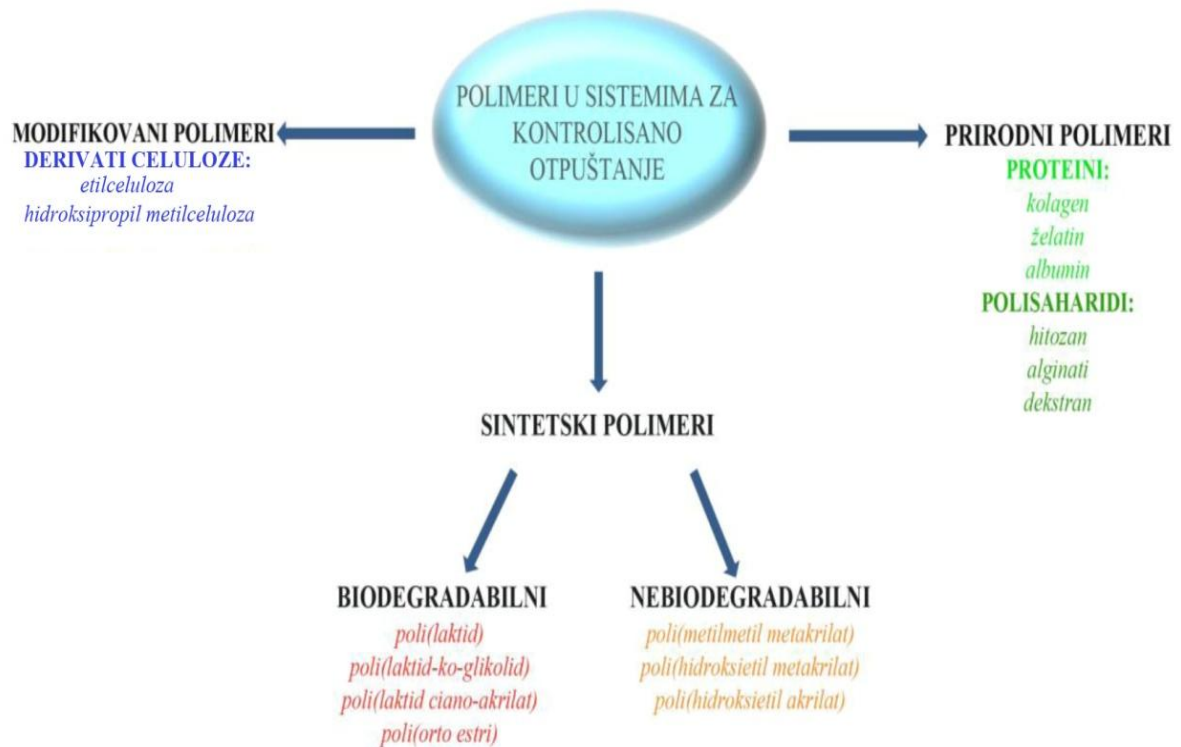 POLIMERI U SISTEMIMA ZA
KONTROLISANO
OTPUŠTANJE
MODIFIKOVANI POLIMERI
DERIVATI CELULOZE:
etilceluloza
hidroksipropil metilceluloza
PRIRODNI POLIMERI
PROTEINI:
kolagen
želatin
albumin
POLISAHARIDI:
hitozan
alginati
dekstran
SINTETSKI POLIMERI
BIODEGRADABILNI
poli(laktid)
poli(laktid-ko-glikolid)
poli(laktid ciano-akrilat)
poli(orto estri)
NEBIODEGRADABILNI
poli(metilmetil metakrilat)
poli(hidroksietil metakrilat)
poli(hidroksietil akrilat)